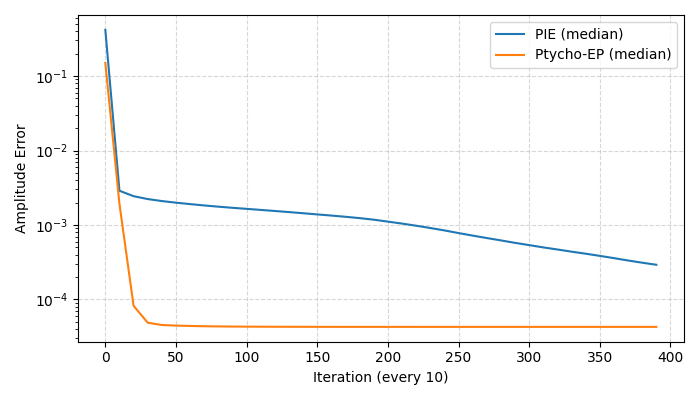 PIE (median)
Ptycho-EP (median)
Amplitude Error
10⁻¹
10⁻²
10⁻³
10⁻⁴
0 50 100 150 200 250 300 350 400
Iteration (every 10)